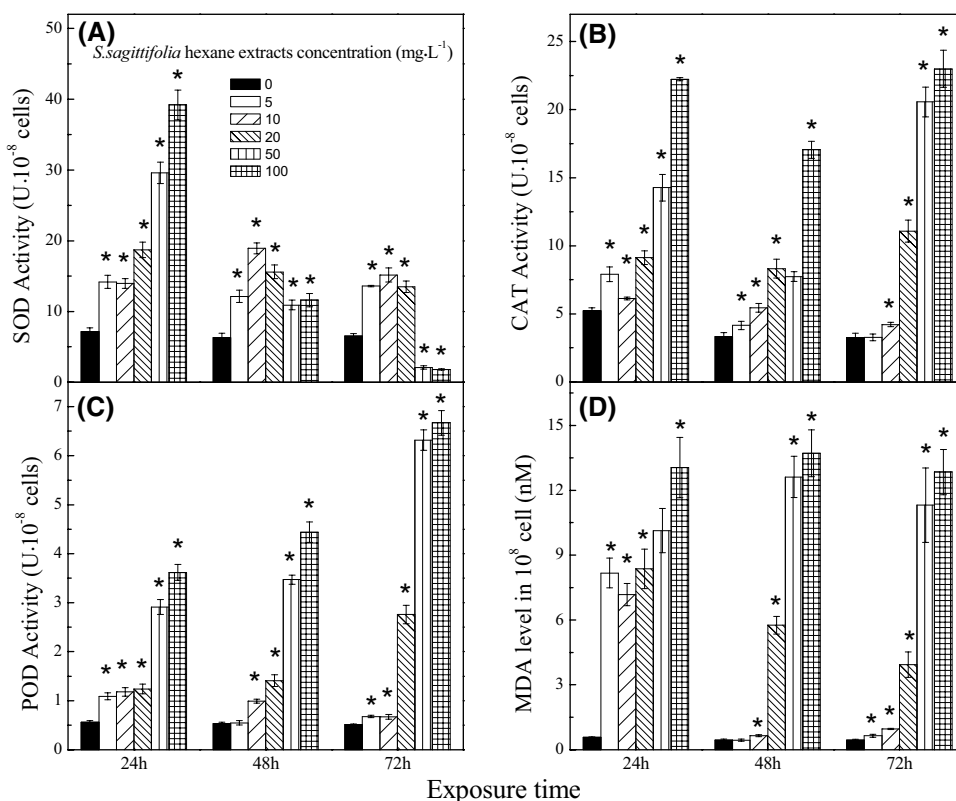 (A)
S.sagittifolia hexane extracts concentration (mg·L⁻¹)
0
5
10
20
50
100
50
40
30
20
10
0
SOD Activity (U·10⁻⁸ cells)
* * * * *
* * * * *
* * * * *
(B)
25
20
15
10
5
0
CAT Activity (U·10⁻⁸ cells)
* * * * *
* * * *
* * * *
(C)
7
6
5
4
3
2
1
0
POD Activity (U·10⁻⁸ cells)
* * * * *
* * * *
* * * * *
24h 48h 72h
(D)
15
12
9
6
3
0
MDA level in 10⁸ cell (nM)
* * * *
* * * *
* * * * *
24h 48h 72h
Exposure time